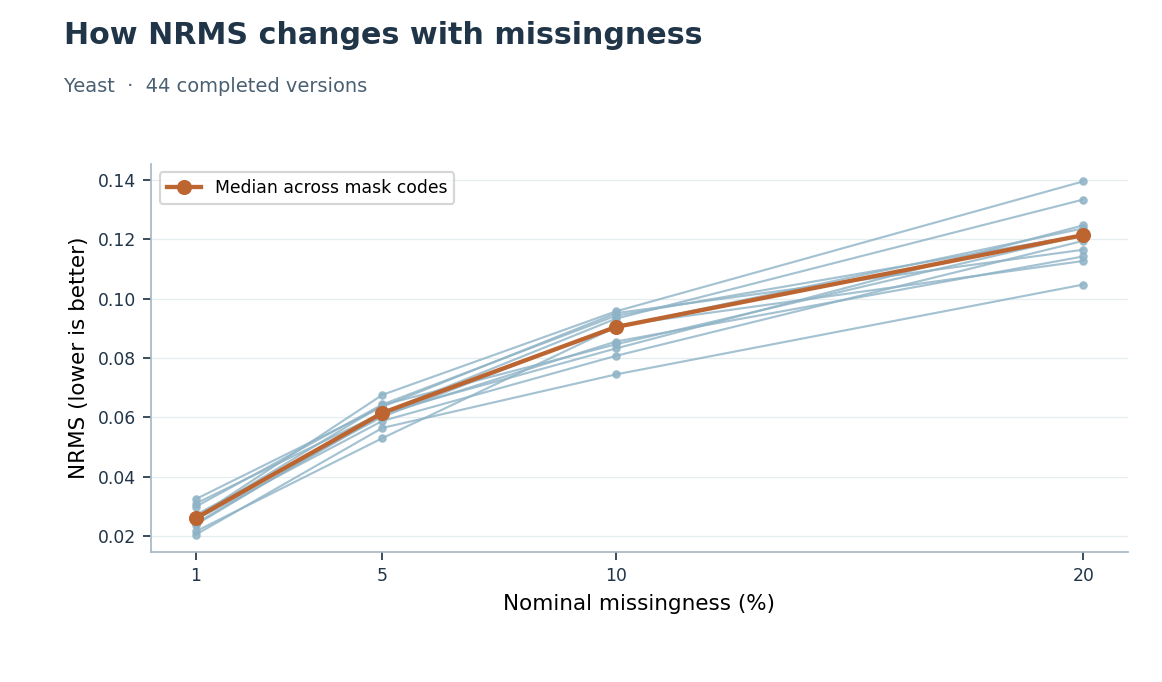 How NRMS changes with missingness
Yeast · 44 completed versions
Median across mask codes
NRMS (lower is better)
0.14
0.12
0.10
0.08
0.06
0.04
0.02
1 5 10 20
Nominal missingness (%)